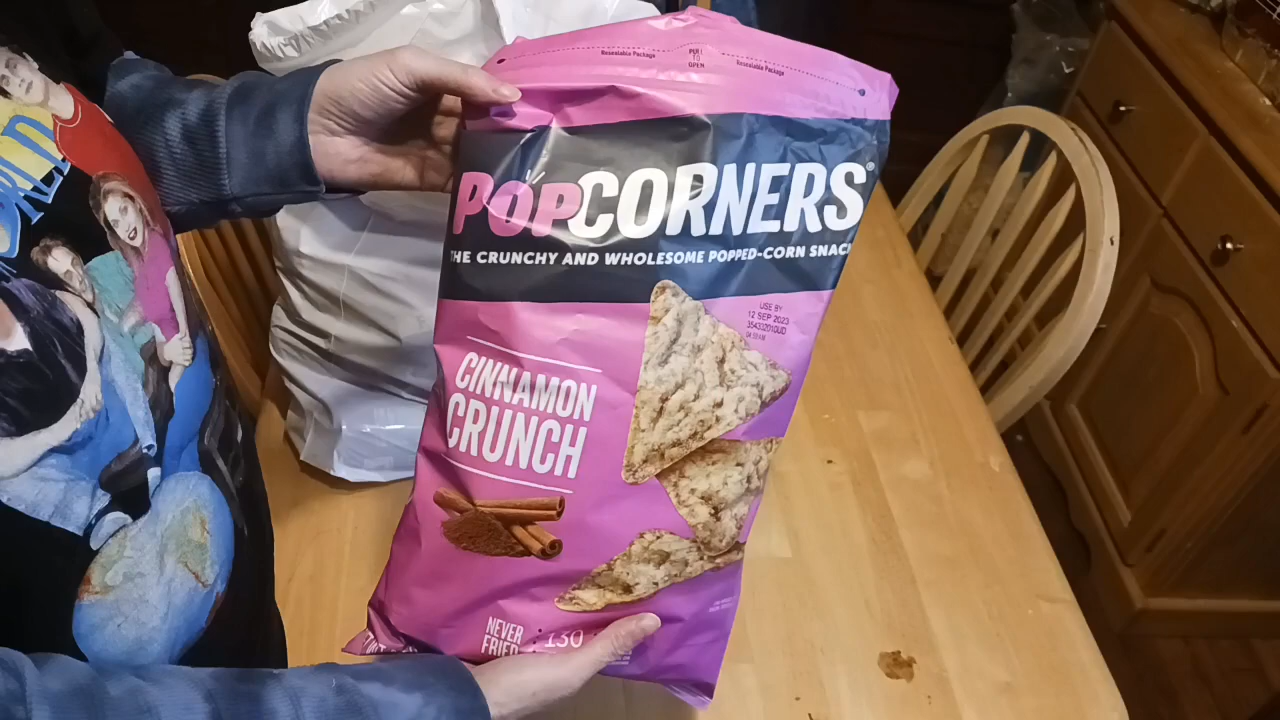 Resealable Package
PULL
TO
OPEN
Resealable Package
POPCORNERS®
THE CRUNCHY AND WHOLESOME POPPED-CORN SNACK
USE BY
12 SEP 2023
354332010UD
CINNAMON
CRUNCH
NEVER
FRIED
130